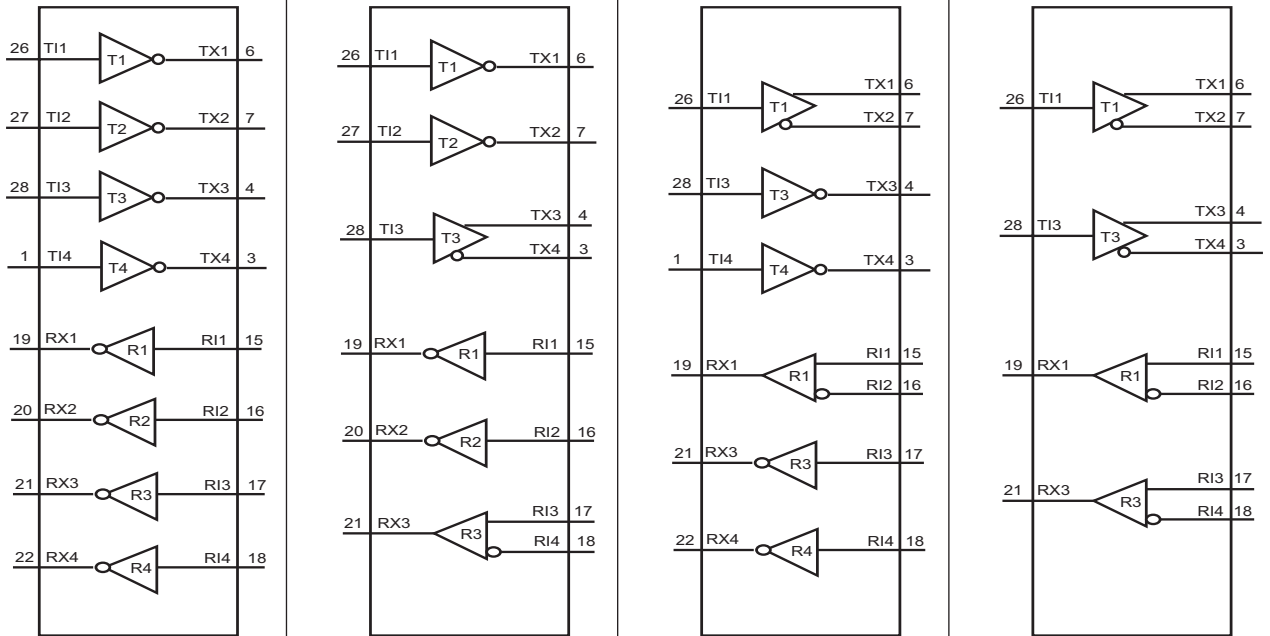 26 TI1 T1 TX1 6
27 TI2 T2 TX2 7
28 TI3 T3 TX3 4
1 TI4 T4 TX4 3
19 RX1 R1 RI1 15
20 RX2 R2 RI2 16
21 RX3 R3 RI3 17
22 RX4 R4 RI4 18
26 TI1 T1 TX1 6
27 TI2 T2 TX2 7
TX3 4
28 TI3 T3
TX4 3
19 RX1 R1 RI1 15
20 RX2 R2 RI2 16
RI3 17
21 RX3 R3
RI4 18
TX1 6
26 TI1 T1
TX2 7
28 TI3 T3 TX3 4
1 TI4 T4 TX4 3
RI1 15
19 RX1 R1
RI2 16
21 RX3 R3 RI3 17
22 RX4 R4 RI4 18
TX1 6
26 TI1 T1
TX2 7
TX3 4
28 TI3 T3
TX4 3
RI1 15
19 RX1 R1
RI2 16
RI3 17
21 RX3 R3
RI4 18